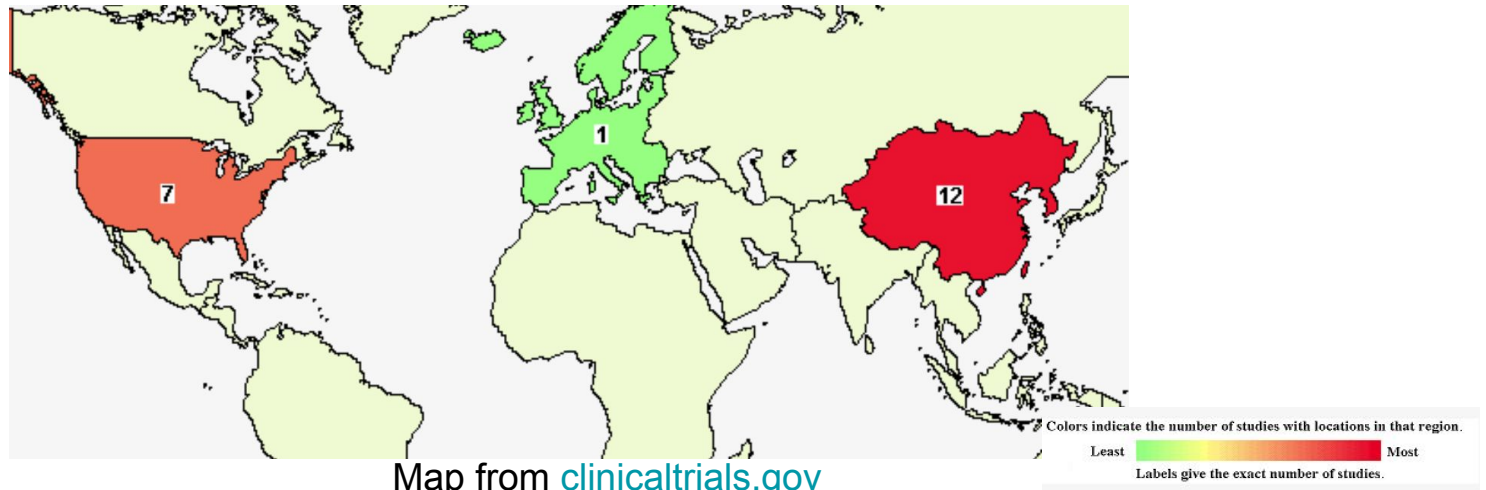 7
1
12
Colors indicate the number of studies with locations in that region.
Least Most
Labels give the exact number of studies.
Map from clinicaltrials.gov